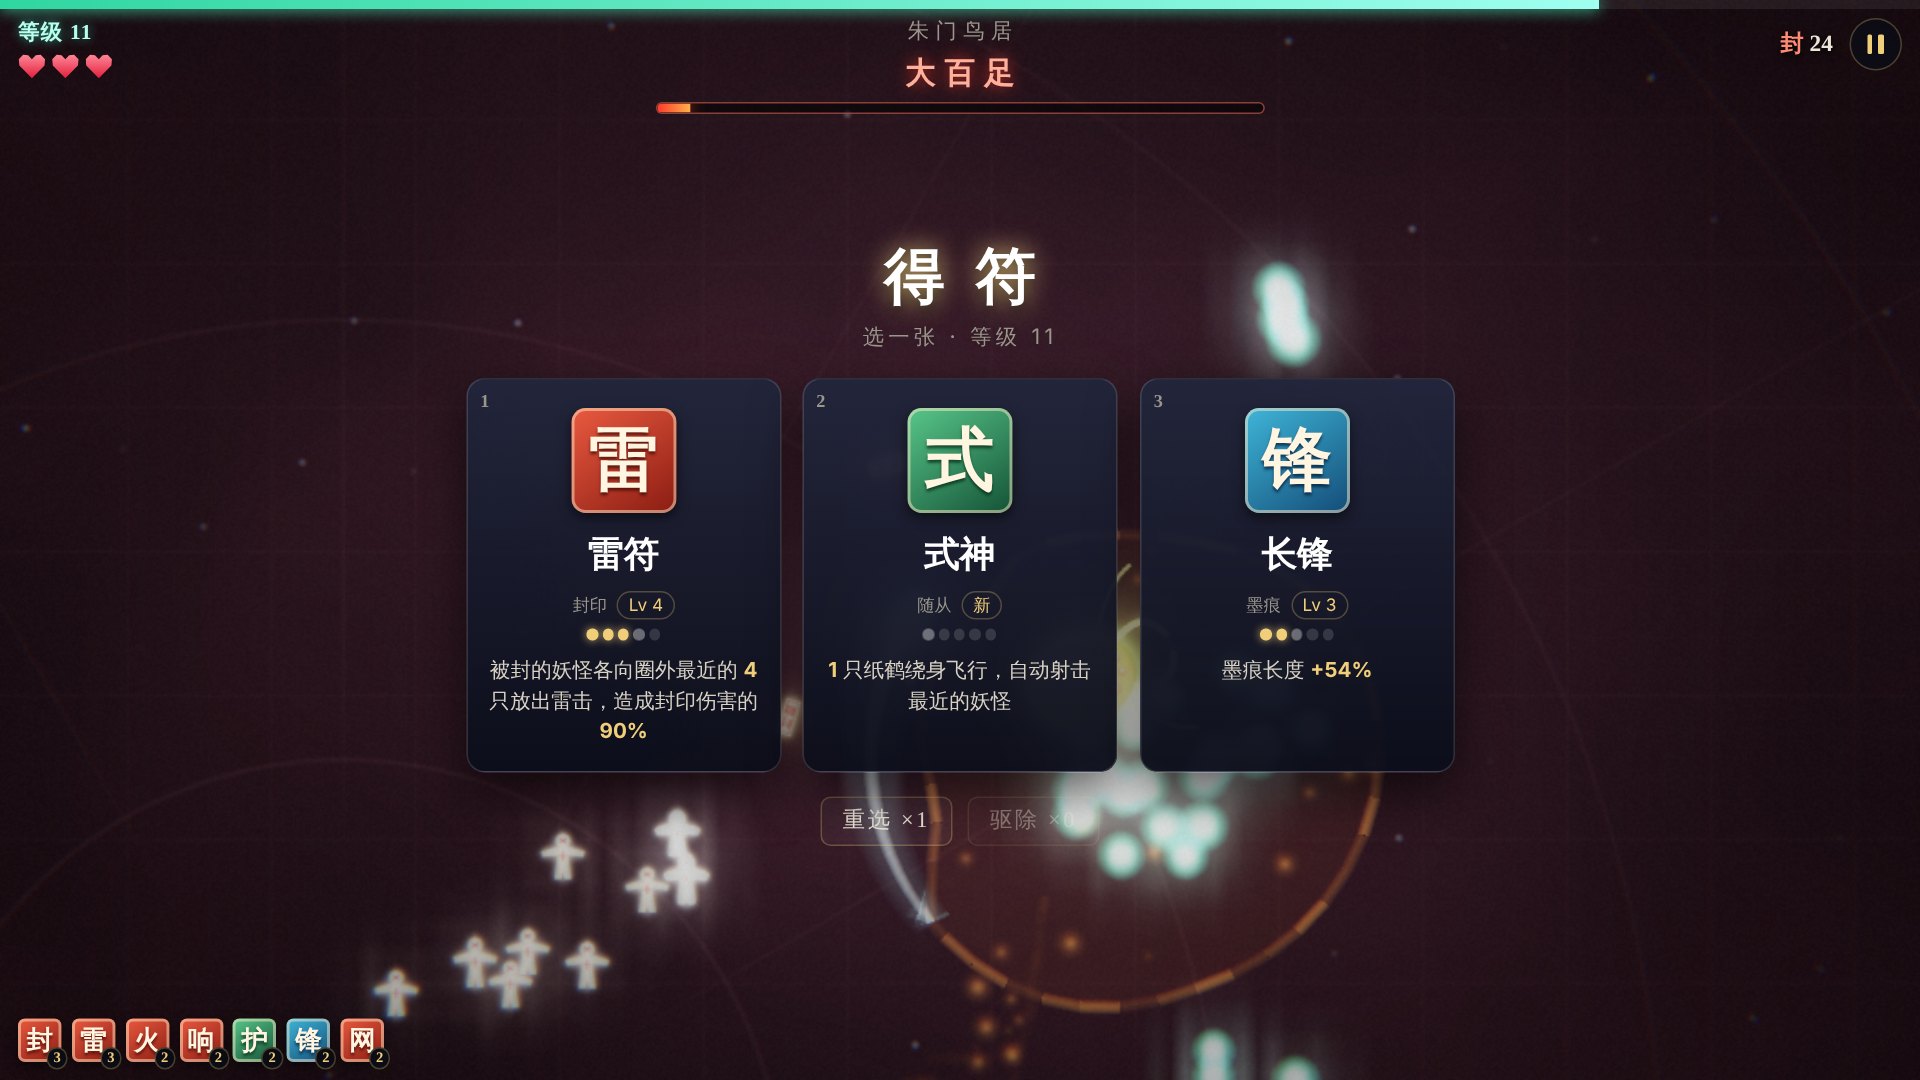 等级 11
朱门鸟居
大百足
封 24
得符
选一张 · 等级 11
1
雷
雷符
封印 Lv 4
被封的妖怪各向圈外最近的 4
只放出雷击，造成封印伤害的
90%
2
式
式神
随从 新
1 只纸鹤绕身飞行，自动射击
最近的妖怪
3
锋
长锋
墨痕 Lv 3
墨痕长度 +54%
重选 ×1
驱除 ×0
封 3 雷 3 火 2 响 2 护 2 锋 2 网 2